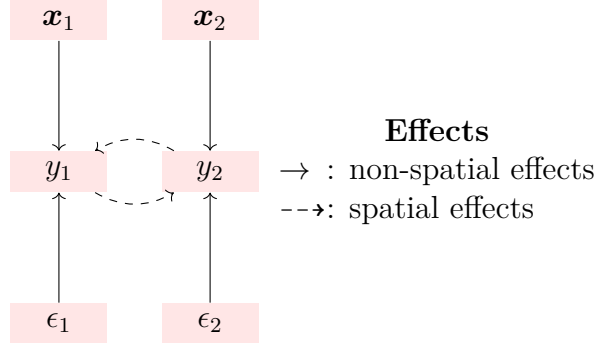 x₁ x₂
Effects
y₁ y₂
→ : non-spatial effects
⇢: spatial effects
ϵ₁ ϵ₂